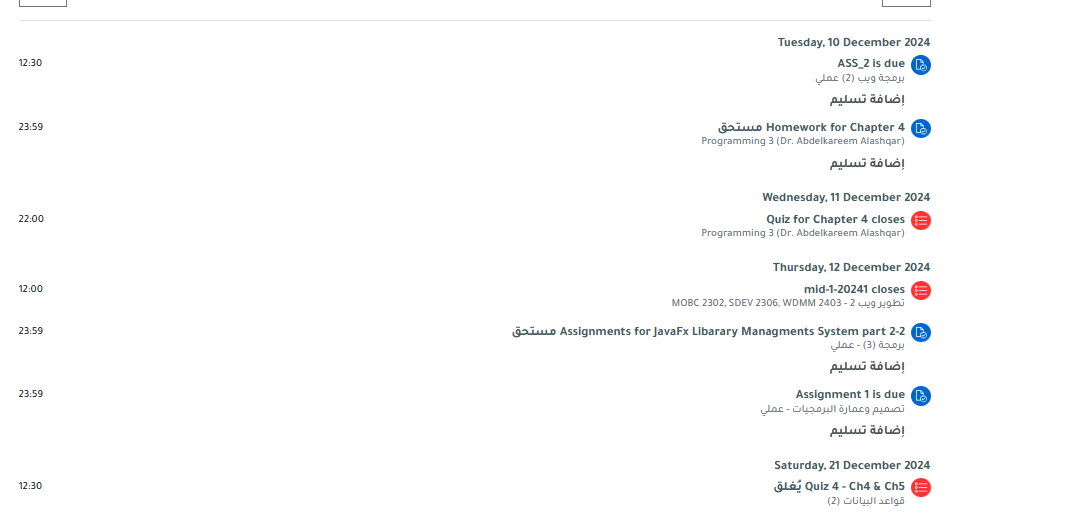 Tuesday, 10 December 2024
ASS_2 is due
12:30
برمجة ويب (2) عملي
إضافة تسليم
Homework for Chapter 4 مستحق
23:59
Programming 3 (Dr. Abdelkareem Alashqar)
إضافة تسليم
Wednesday, 11 December 2024
Quiz for Chapter 4 closes
22:00
Programming 3 (Dr. Abdelkareem Alashqar)
Thursday, 12 December 2024
mid-1-20241 closes
12:00
تطوير ويب 2 - MOBC 2302, SDEV 2306, WDMM 2403
Assignments for JavaFx Libarary Managments System part 2-2 مستحق
23:59
برمجة (3) - عملي
إضافة تسليم
Assignment 1 is due
23:59
تصميم وعمارة البرمجيات - عملي
إضافة تسليم
Saturday, 21 December 2024
Quiz 4 - Ch4 & Ch5 يُغلق
12:30
قواعد البيانات (2)